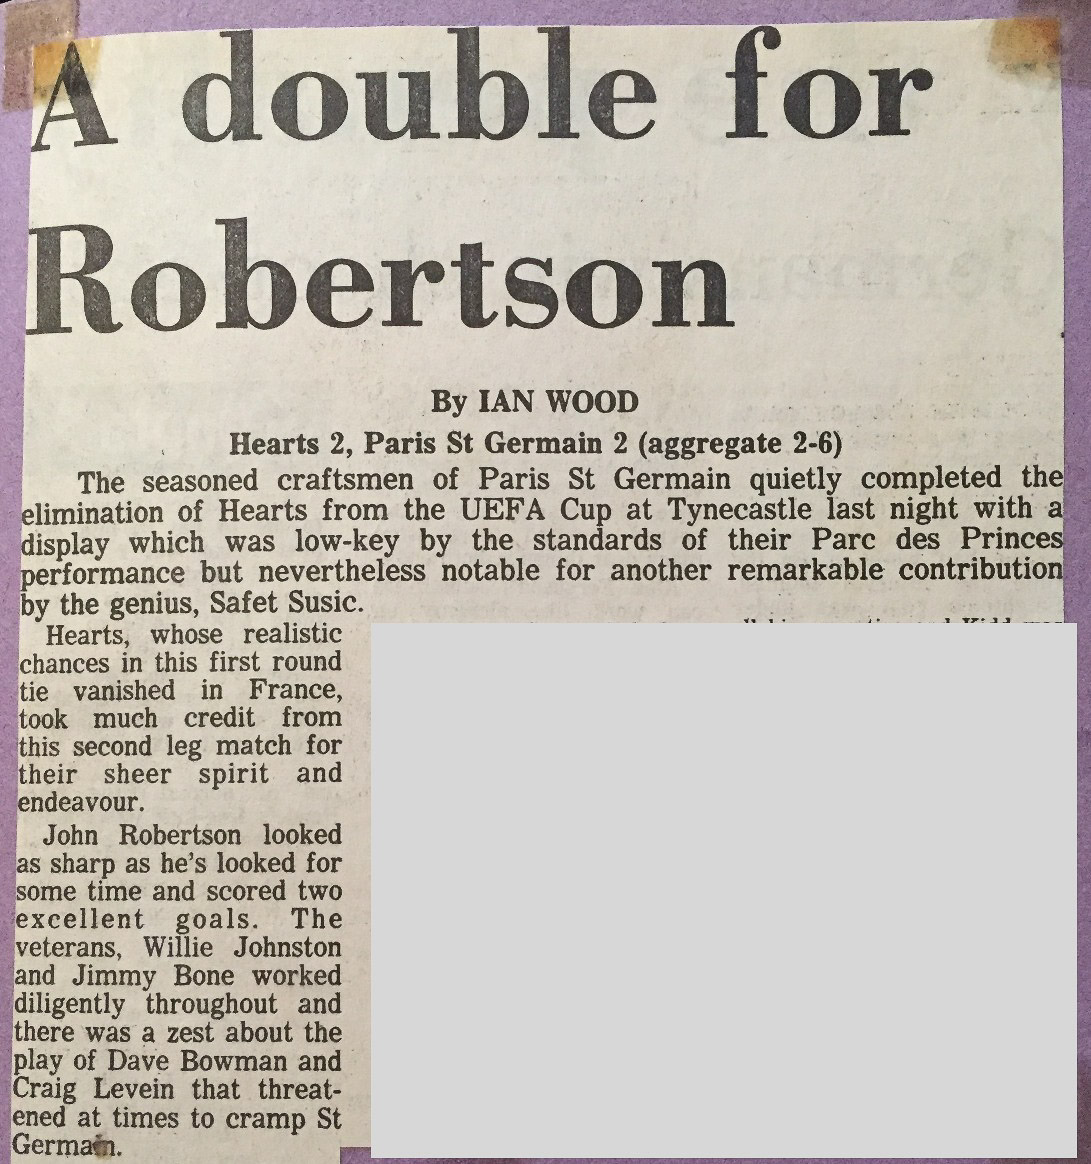 A double for
Robertson
By IAN WOOD
Hearts 2, Paris St Germain 2 (aggregate 2-6)
The seasoned craftsmen of Paris St Germain quietly completed the
elimination of Hearts from the UEFA Cup at Tynecastle last night with a
display which was low-key by the standards of their Parc des Princes
performance but nevertheless notable for another remarkable contribution
by the genius, Safet Susic.
Hearts, whose realistic
chances in this first round
tie vanished in France,
took much credit from
this second leg match for
their sheer spirit and
endeavour.
John Robertson looked
as sharp as he's looked for
some time and scored two
excellent goals. The
veterans, Willie Johnston
and Jimmy Bone worked
diligently throughout and
there was a zest about the
play of Dave Bowman and
Craig Levein that threat-
ened at times to cramp St
Germain.